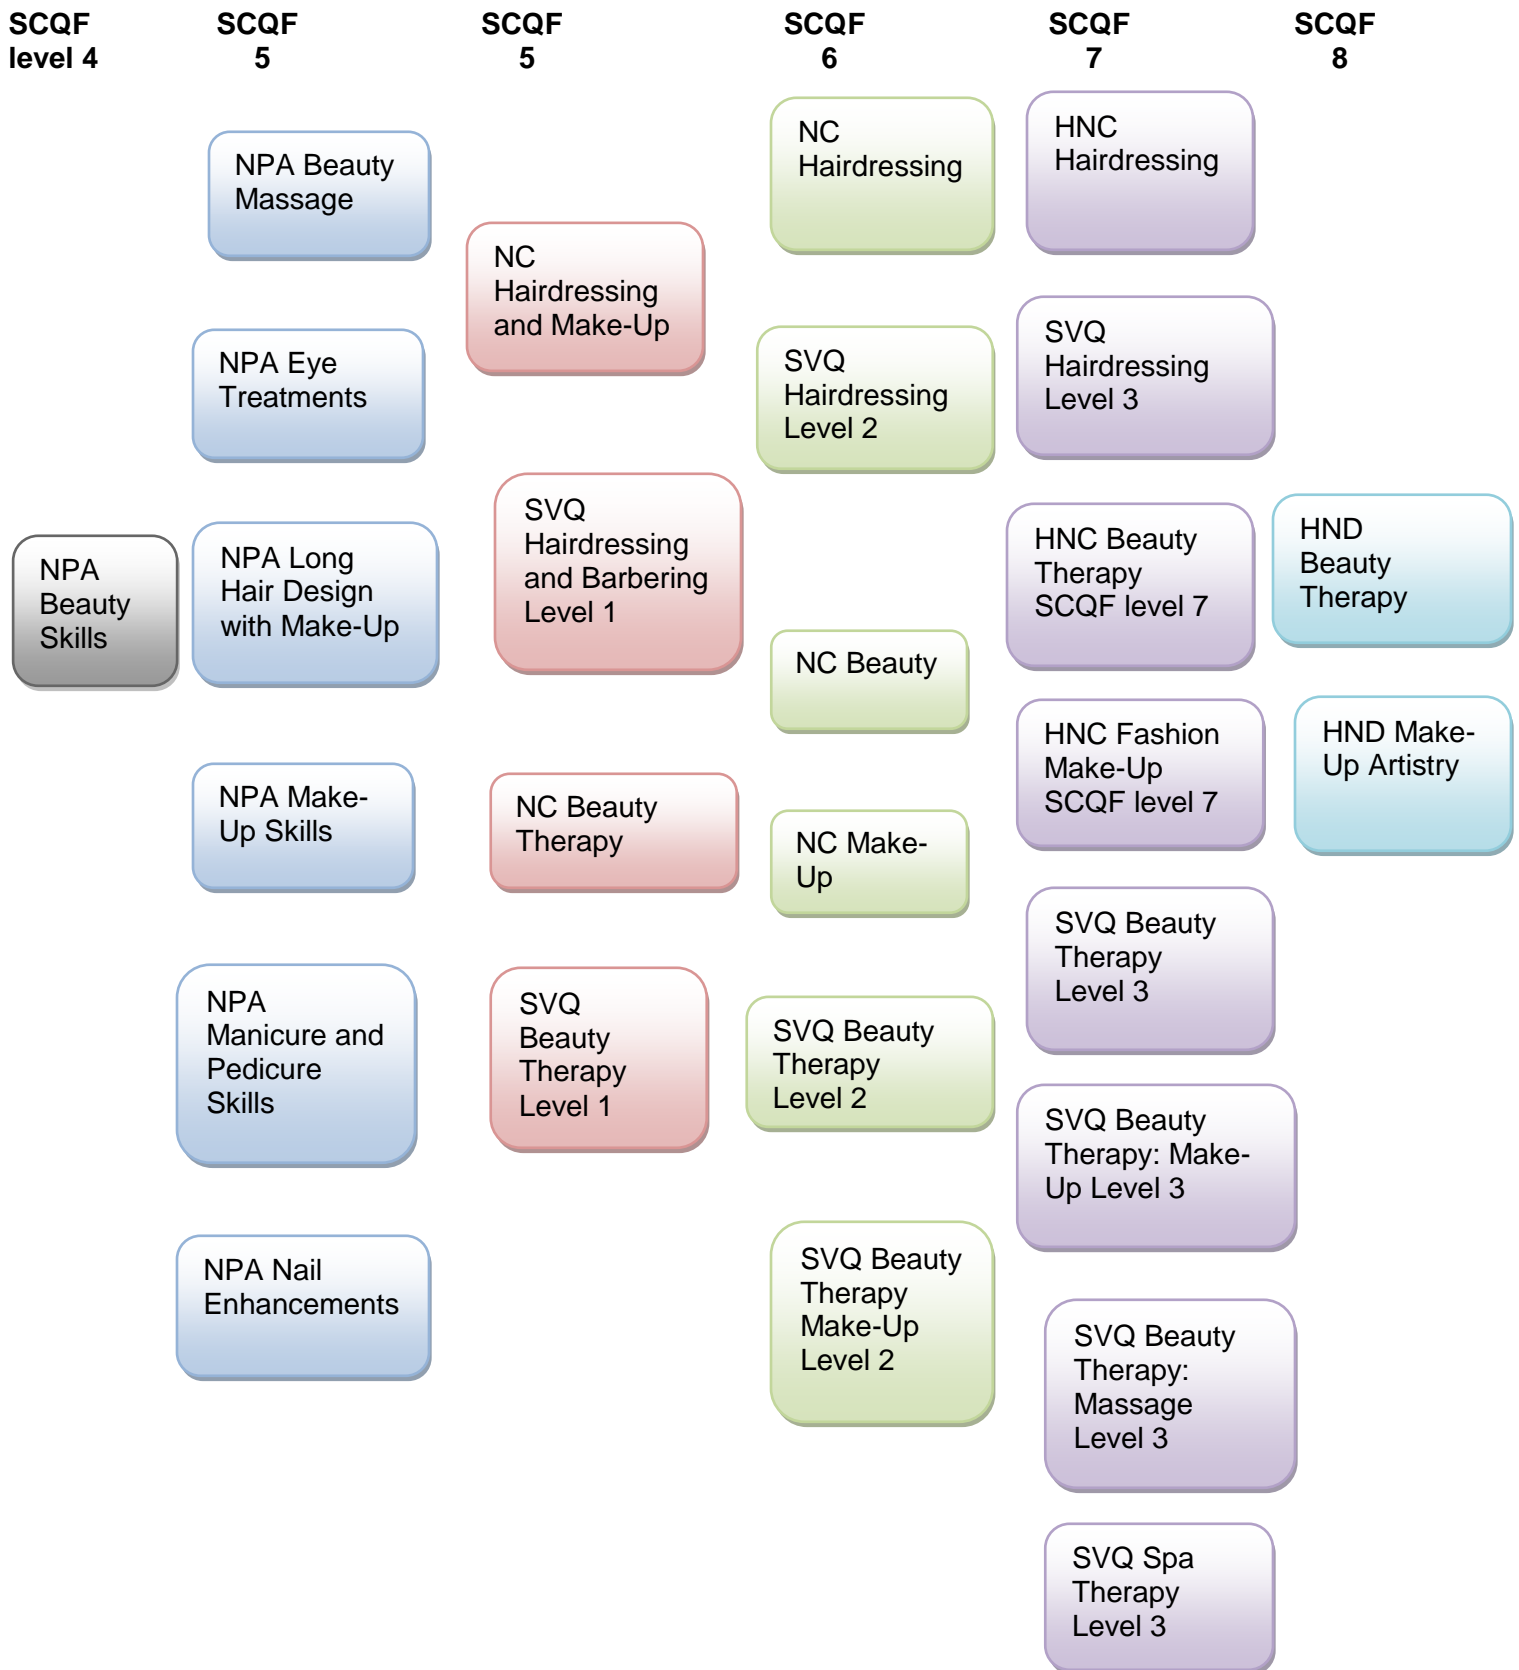 SCQF
level 4
SCQF
5
SCQF
5
SCQF
6
SCQF
7
SCQF
8
NPA
Beauty
Skills
NPA Beauty
Massage
NPA Eye
Treatments
NPA Long
Hair Design
with Make-Up
NPA Make-
Up Skills
NPA
Manicure and
Pedicure
Skills
NPA Nail
Enhancements
NC
Hairdressing
and Make-Up
SVQ
Hairdressing
and Barbering
Level 1
NC Beauty
Therapy
SVQ
Beauty
Therapy
Level 1
NC
Hairdressing
SVQ
Hairdressing
Level 2
NC Beauty
NC Make-
Up
SVQ Beauty
Therapy
Level 2
SVQ Beauty
Therapy
Make-Up
Level 2
HNC
Hairdressing
SVQ
Hairdressing
Level 3
HNC Beauty
Therapy
SCQF level 7
HNC Fashion
Make-Up
SCQF level 7
SVQ Beauty
Therapy
Level 3
SVQ Beauty
Therapy: Make-
Up Level 3
SVQ Beauty
Therapy:
Massage
Level 3
SVQ Spa
Therapy
Level 3
HND
Beauty
Therapy
HND Make-
Up Artistry